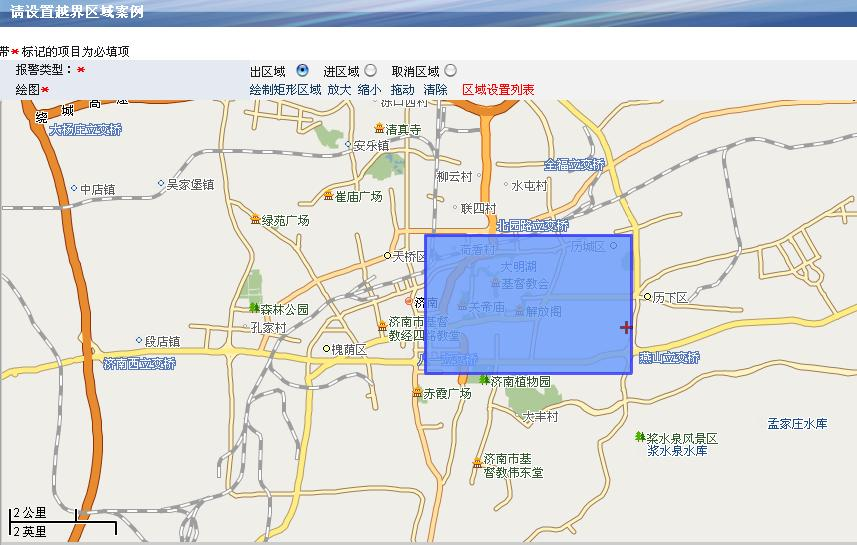 请设置越界区域案例
带*标记的项目为必填项
报警类型：*
出区域 进区域 取消区域
绘图*
绘制矩形区域 放大 缩小 拖动 清除 区域设置列表
绕城高速
大杨庄立交桥
泺口西村
清真寺
安乐镇
全福立交桥
中店镇
吴家堡镇
柳云村
水屯村
崔庙广场
联四村
绿苑广场
北园路立交桥
天桥区
荷香村
历城区
大明湖
基督教会
济南
关帝庙
解放阁
历下区
森林公园
孔家村
济南市基督
教经四路教堂
段店镇
槐荫区
济南西立交桥
燕山立交桥
济南植物园
赤霞广场
大丰村
孟家庄水库
浆水泉风景区
浆水泉水库
济南市基
督教伟东堂
2 公里
2 英里